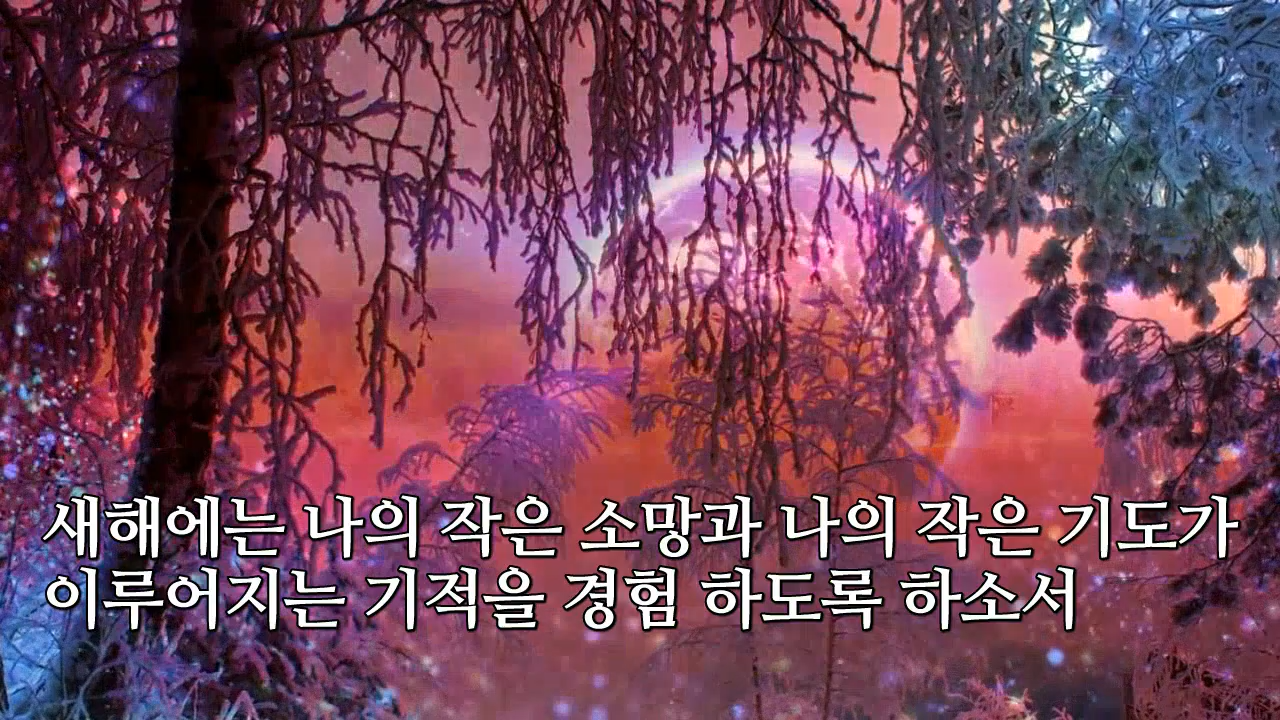 새해에는 나의 작은 소망과 나의 작은 기도가
이루어지는 기적을 경험 하도록 하소서